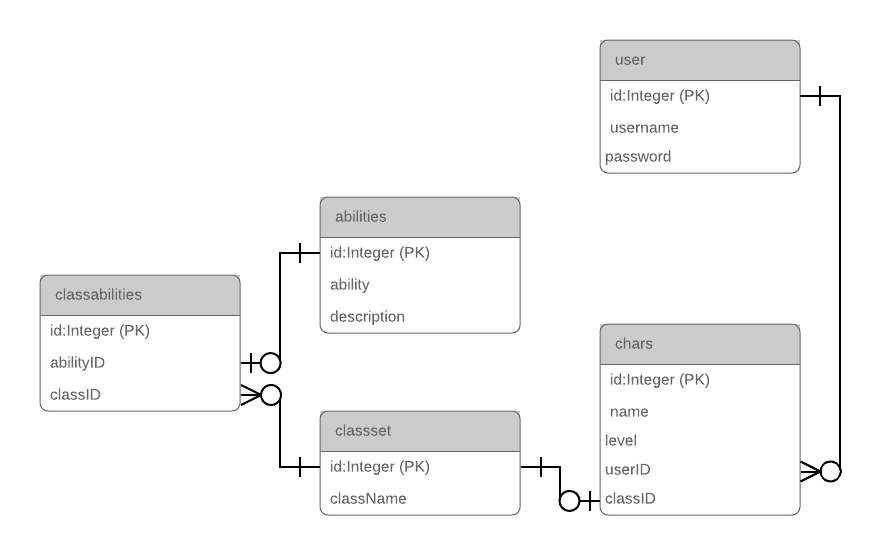 user
id:Integer (PK)
username
password
abilities
id:Integer (PK)
ability
description
classabilities
id:Integer (PK)
abilityID
classID
chars
id:Integer (PK)
name
level
userID
classID
classset
id:Integer (PK)
className